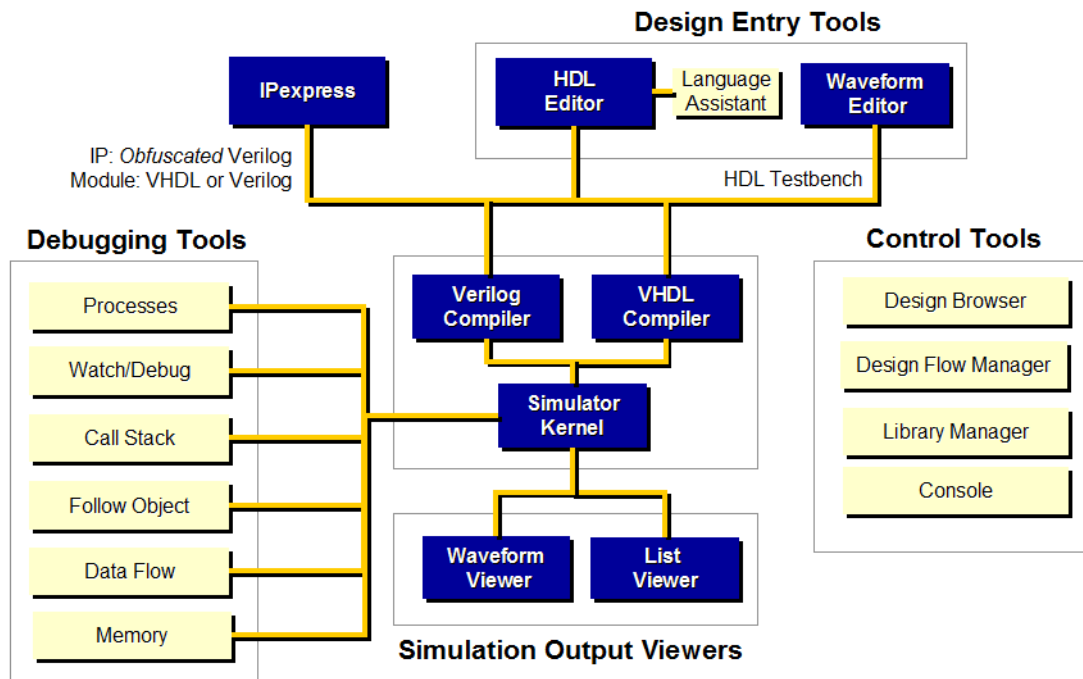 Design Entry Tools
IPexpress
HDL
Editor
Language
Assistant
Waveform
Editor
IP: Obfuscated Verilog
Module: VHDL or Verilog
HDL Testbench
Debugging Tools
Processes
Watch/Debug
Call Stack
Follow Object
Data Flow
Memory
Verilog
Compiler
VHDL
Compiler
Simulator
Kernel
Waveform
Viewer
List
Viewer
Simulation Output Viewers
Control Tools
Design Browser
Design Flow Manager
Library Manager
Console